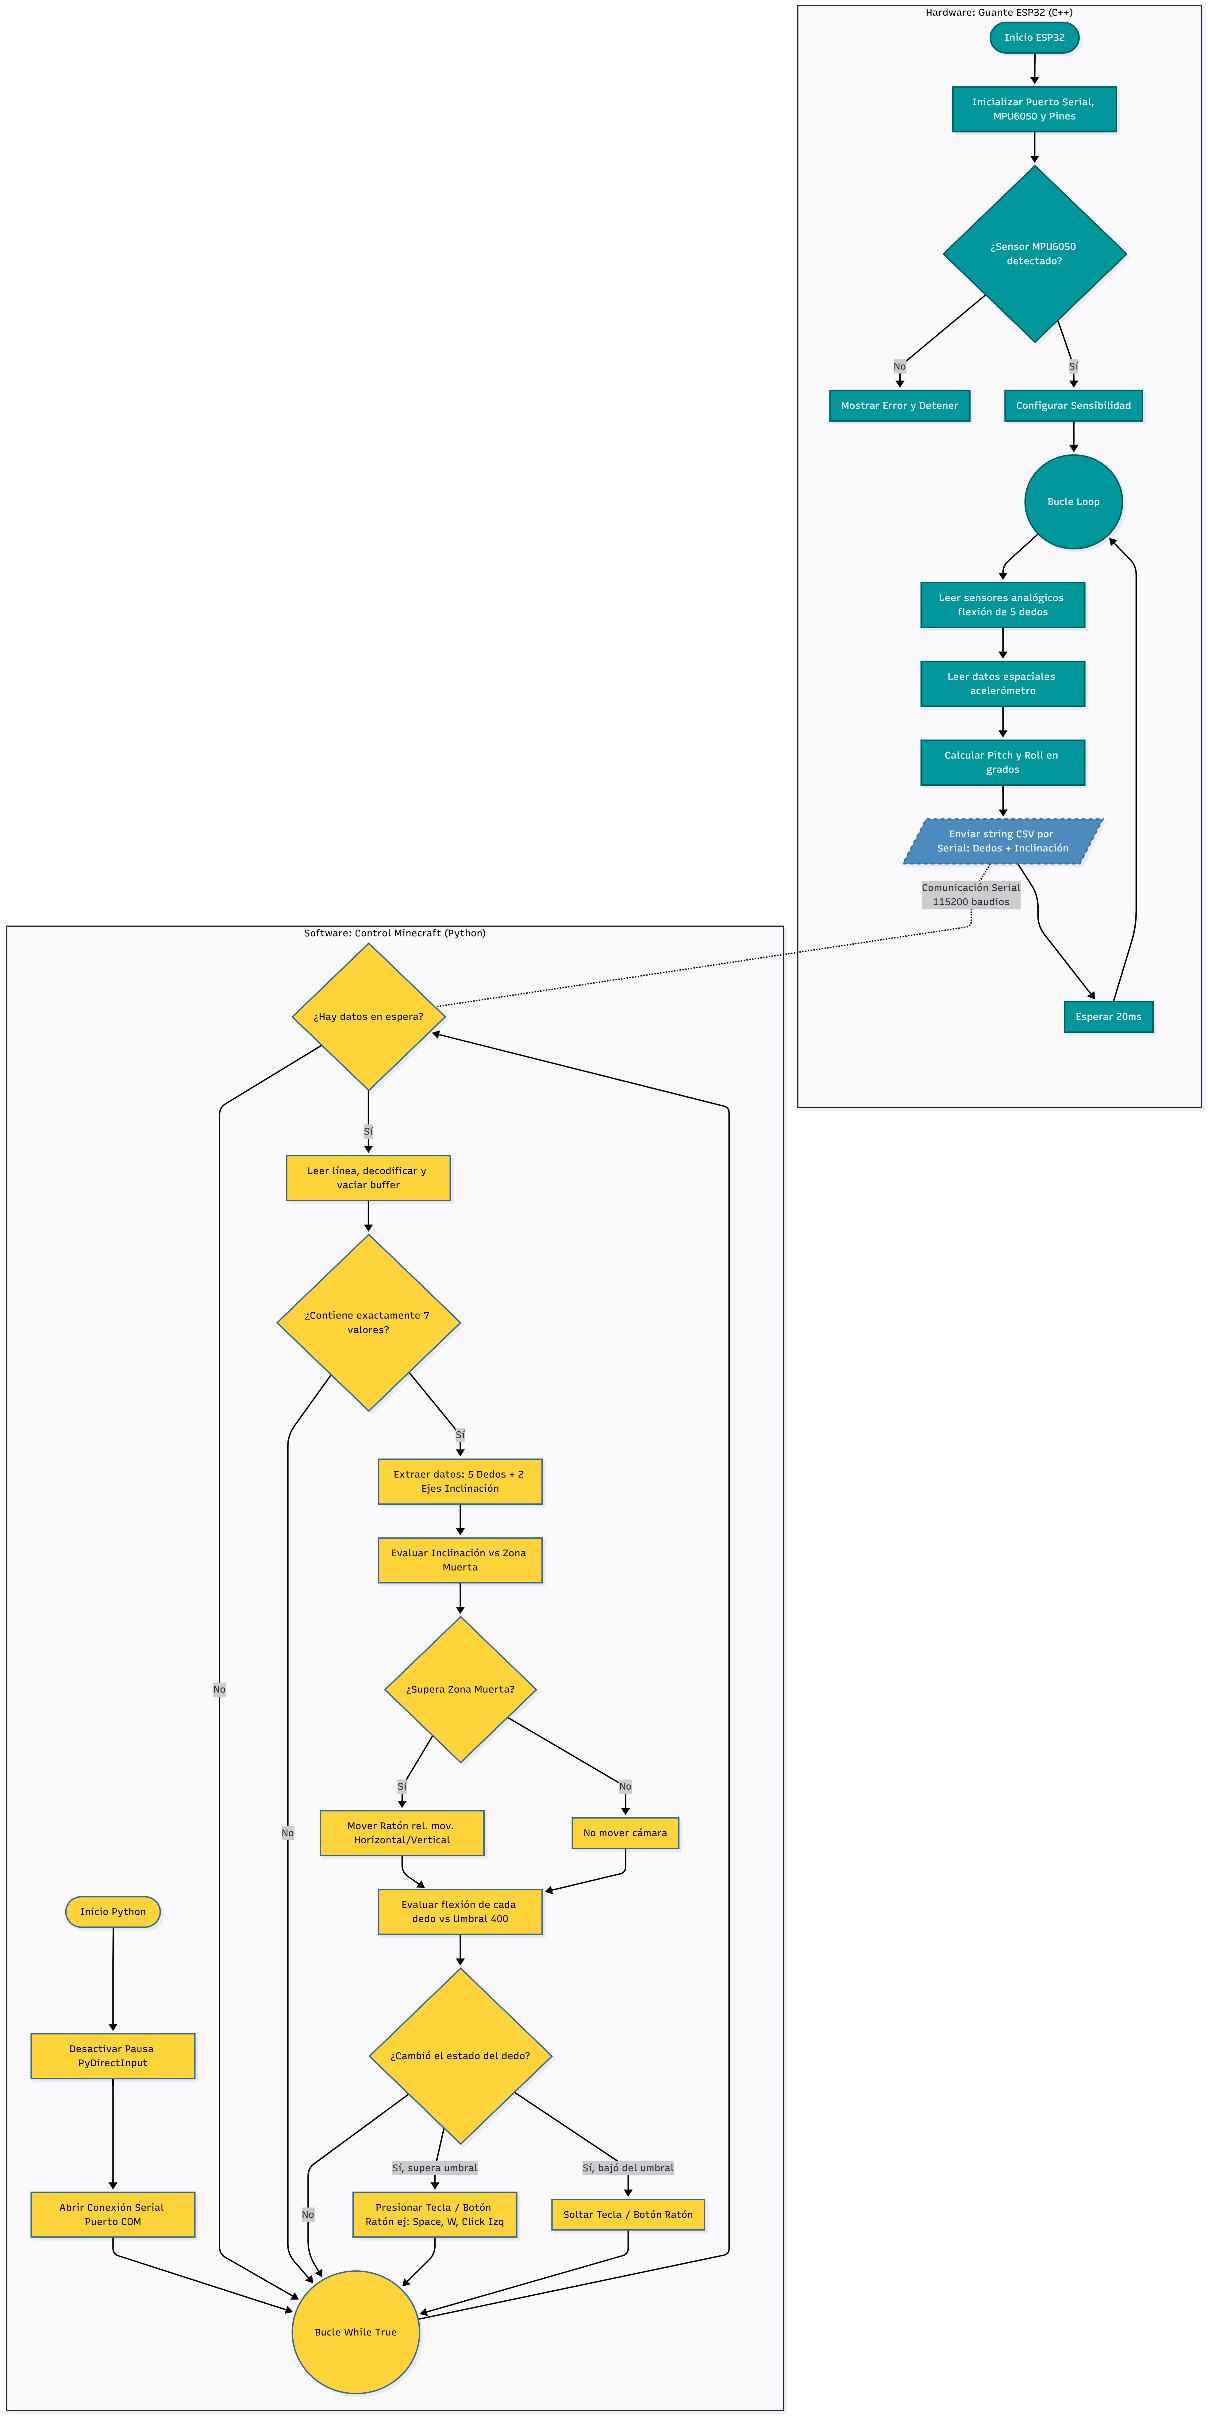 Hardware: Guante ESP32 (C++)
Inicio ESP32
Inicializar Puerto Serial,
MPU6050 y Pines
¿Sensor MPU6050
detectado?
No
Sí
Mostrar Error y Detener
Configurar Sensibilidad
Bucle Loop
Leer sensores analógicos
flexión de 5 dedos
Leer datos espaciales
acelerómetro
Calcular Pitch y Roll en
grados
Enviar string CSV por
Serial: Dedos + Inclinación
Comunicación Serial
115200 baudios
Esperar 20ms
Software: Control Minecraft (Python)
¿Hay datos en espera?
Sí
Leer línea, decodificar y
vaciar buffer
¿Contiene exactamente 7
valores?
Sí
Extraer datos: 5 Dedos + 2
Ejes Inclinación
Evaluar Inclinación vs Zona
Muerta
¿Supera Zona Muerta?
No
Sí
No
Mover Ratón rel. mov.
Horizontal/Vertical
No mover cámara
No
Evaluar flexión de cada
dedo vs Umbral 400
Inicio Python
¿Cambió el estado del dedo?
Desactivar Pausa
PyDirectInput
Sí, supera umbral
Sí, bajó del umbral
No
Abrir Conexión Serial
Puerto COM
Presionar Tecla / Botón
Ratón ej: Space, W, Click Izq
Soltar Tecla / Botón Ratón
Bucle While True